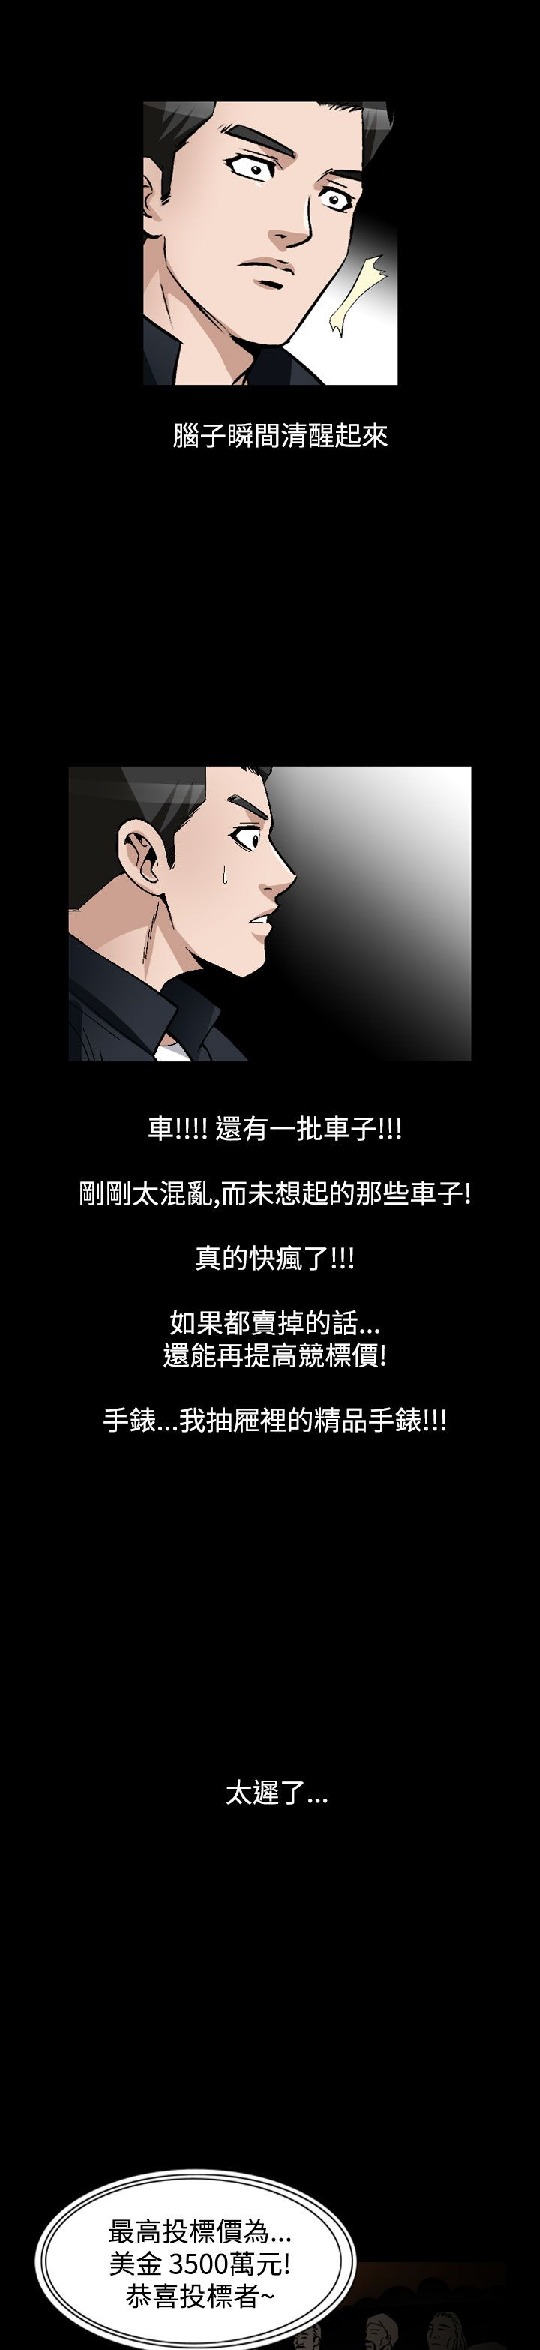 腦子瞬間清醒起來
車!!!! 還有一批車子!!!
剛剛太混亂,而未想起的那些車子!
真的快瘋了!!!
如果都賣掉的話...
還能再提高競標價!
手錶...我抽屜裡的精品手錶!!!
太遲了...
最高投標價為...
美金 3500萬元!
恭喜投標者~